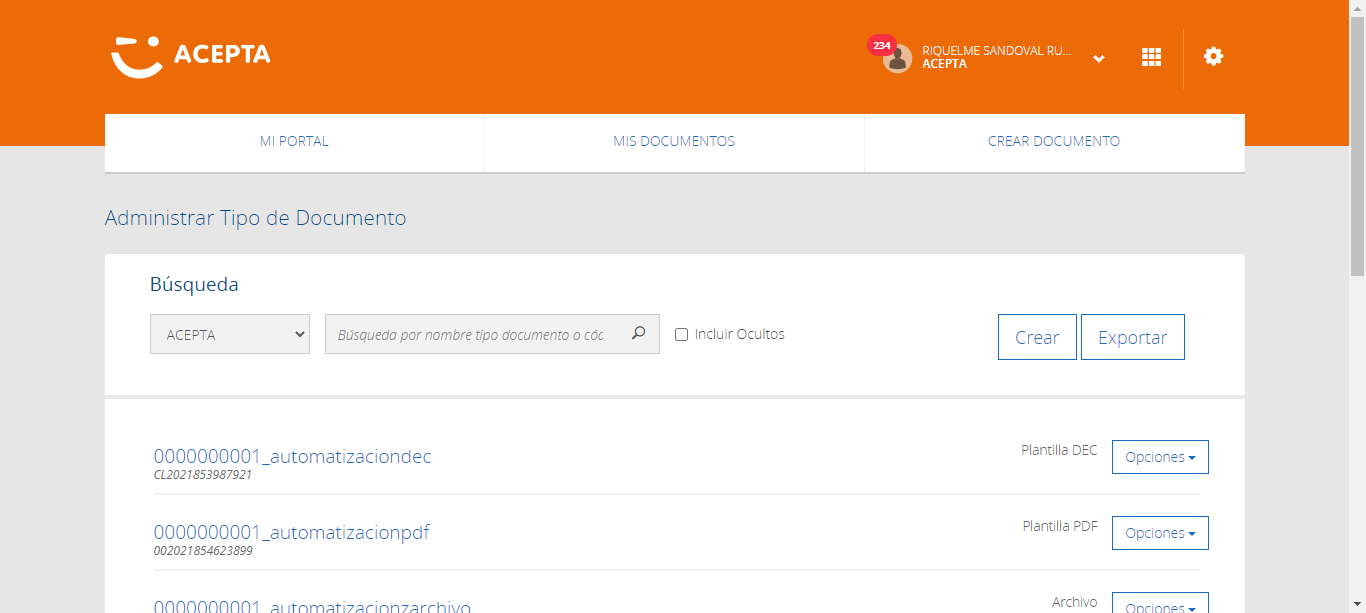 ACEPTA
234
RIQUELME SANDOVAL RU...
ACEPTA
MI PORTAL
MIS DOCUMENTOS
CREAR DOCUMENTO
Administrar Tipo de Documento
Búsqueda
ACEPTA
Búsqueda por nombre tipo documento o cóc
Incluir Ocultos
Crear
Exportar
0000000001_automatizaciondec
CL2021853987921
Plantilla DEC
Opciones
0000000001_automatizacionpdf
002021854623899
Plantilla PDF
Opciones
0000000001_automatizacionzarchivo
Archivo
Opciones